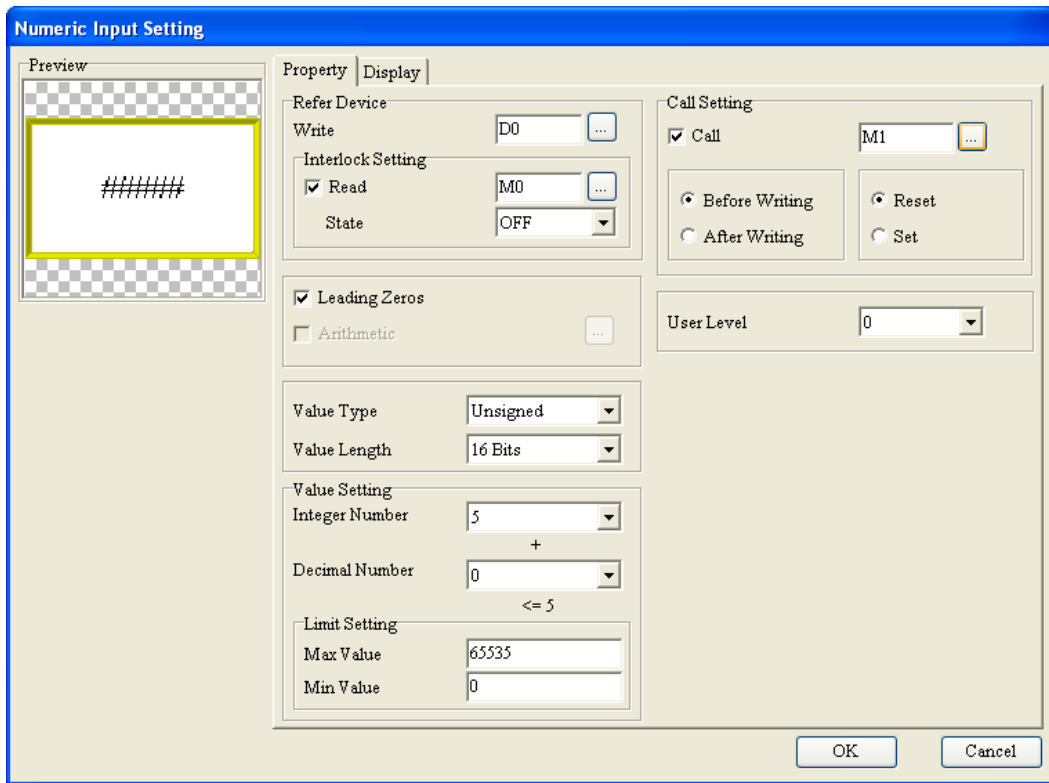 Numeric Input Setting
Preview
#######
Property Display
Refer Device
Write D0 ...
Interlock Setting
Read M0 ...
State OFF
Leading Zeros
Arithmetic ...
Value Type Unsigned
Value Length 16 Bits
Value Setting
Integer Number 5
+
Decimal Number 0
<= 5
Limit Setting
Max Value 65535
Min Value 0
Call Setting
Call M1 ...
Before Writing Reset
After Writing Set
User Level 0
OK Cancel